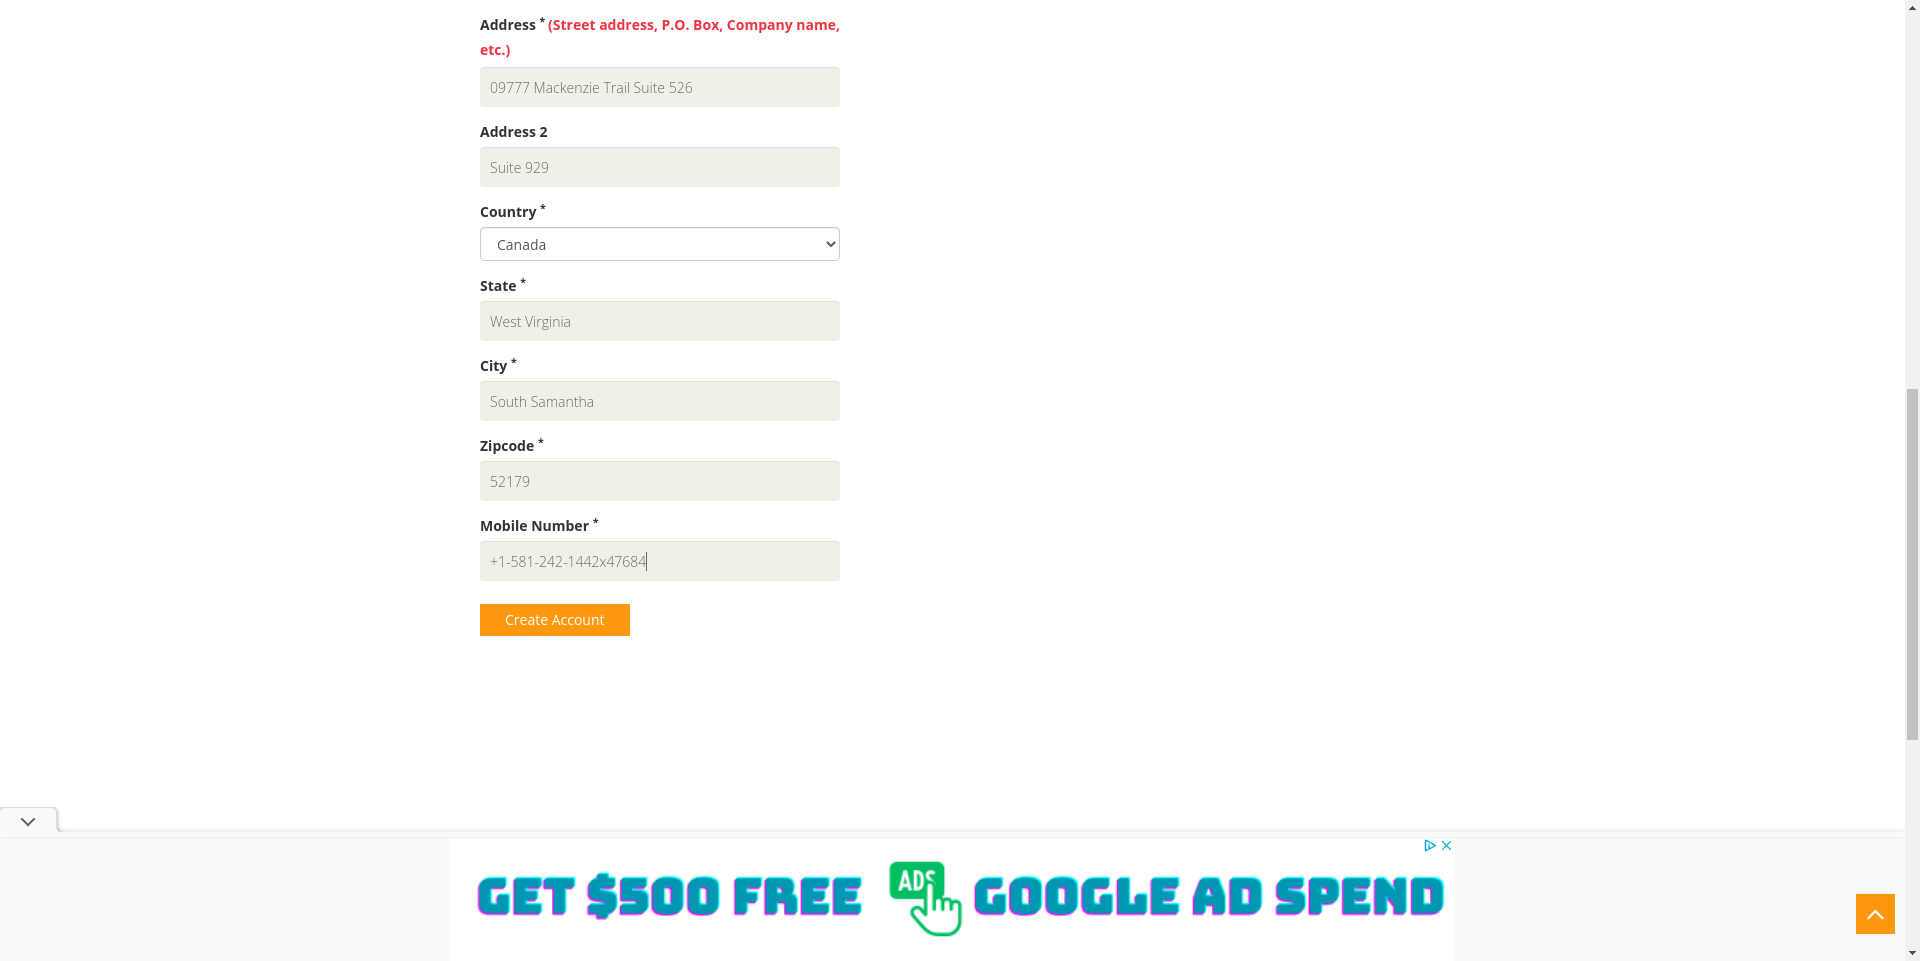 Address * (Street address, P.O. Box, Company name,
etc.)
09777 Mackenzie Trail Suite 526
Address 2
Suite 929
Country *
Canada
State *
West Virginia
City *
South Samantha
Zipcode *
52179
Mobile Number *
+1-581-242-1442x47684
Create Account
GET $500 FREE ADS GOOGLE AD SPEND